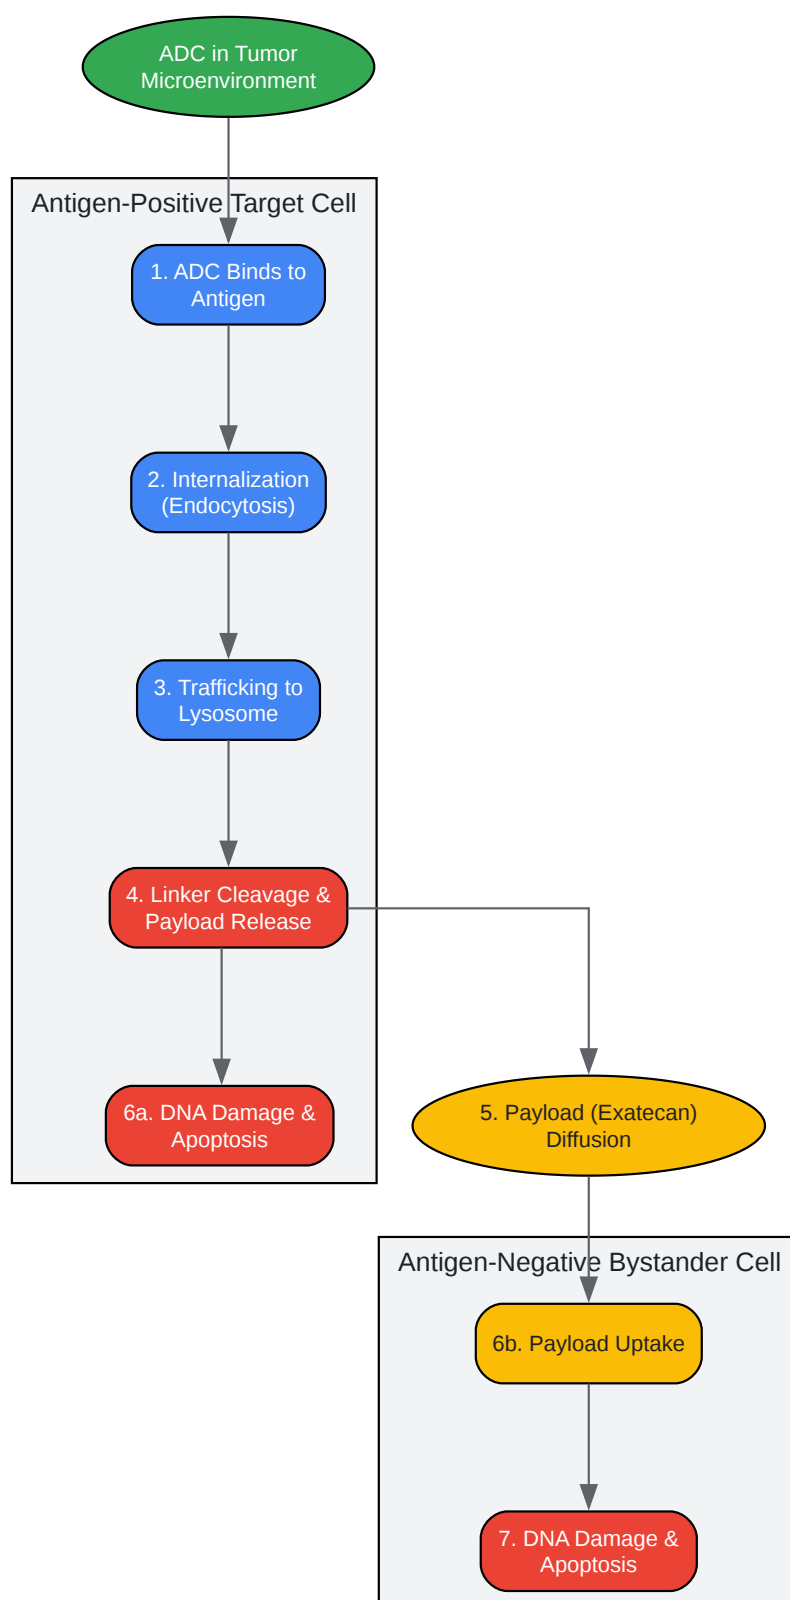 ADC in Tumor
Microenvironment
Antigen-Positive Target Cell
1. ADC Binds to
Antigen
2. Internalization
(Endocytosis)
3. Trafficking to
Lysosome
4. Linker Cleavage &
Payload Release
6a. DNA Damage &
Apoptosis
5. Payload (Exatecan)
Diffusion
Antigen-Negative Bystander Cell
6b. Payload Uptake
7. DNA Damage &
Apoptosis